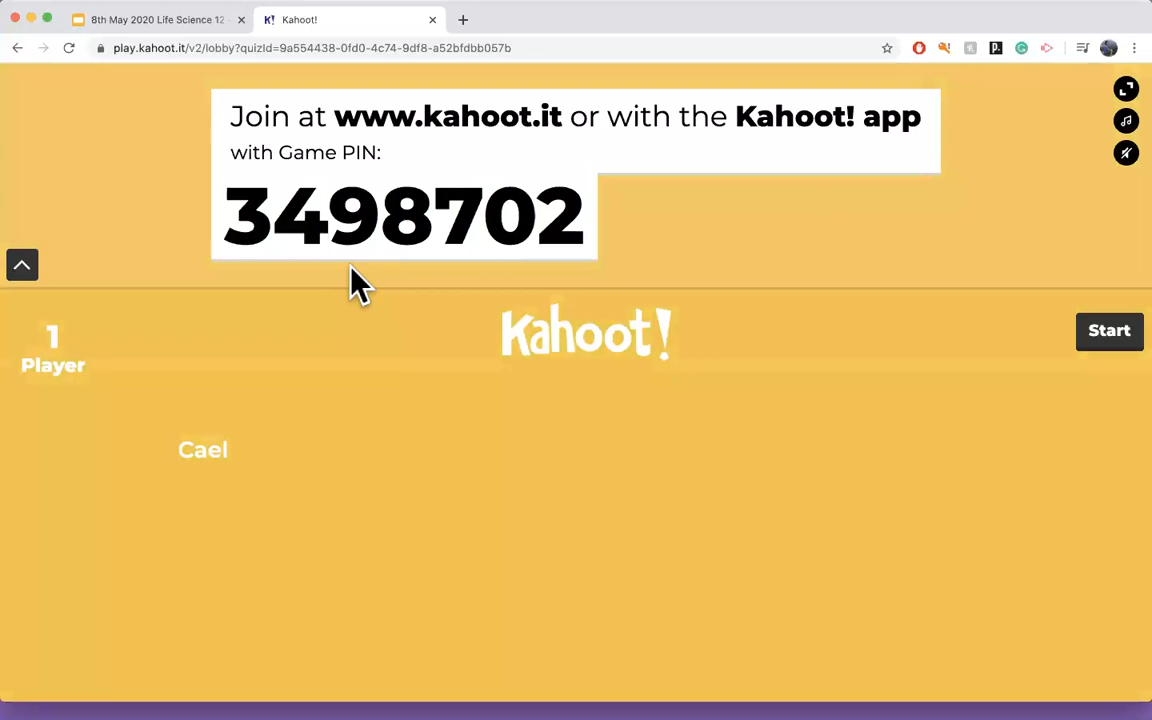 8th May 2020 Life Science 12 -
Kahoot!
play.kahoot.it/v2/lobby?quizId=9a554438-0fd0-4c74-9df8-a52bfdbb057b
Join at www.kahoot.it or with the Kahoot! app
with Game PIN:
3498702
1
Player
Kahoot!
Start
Cael